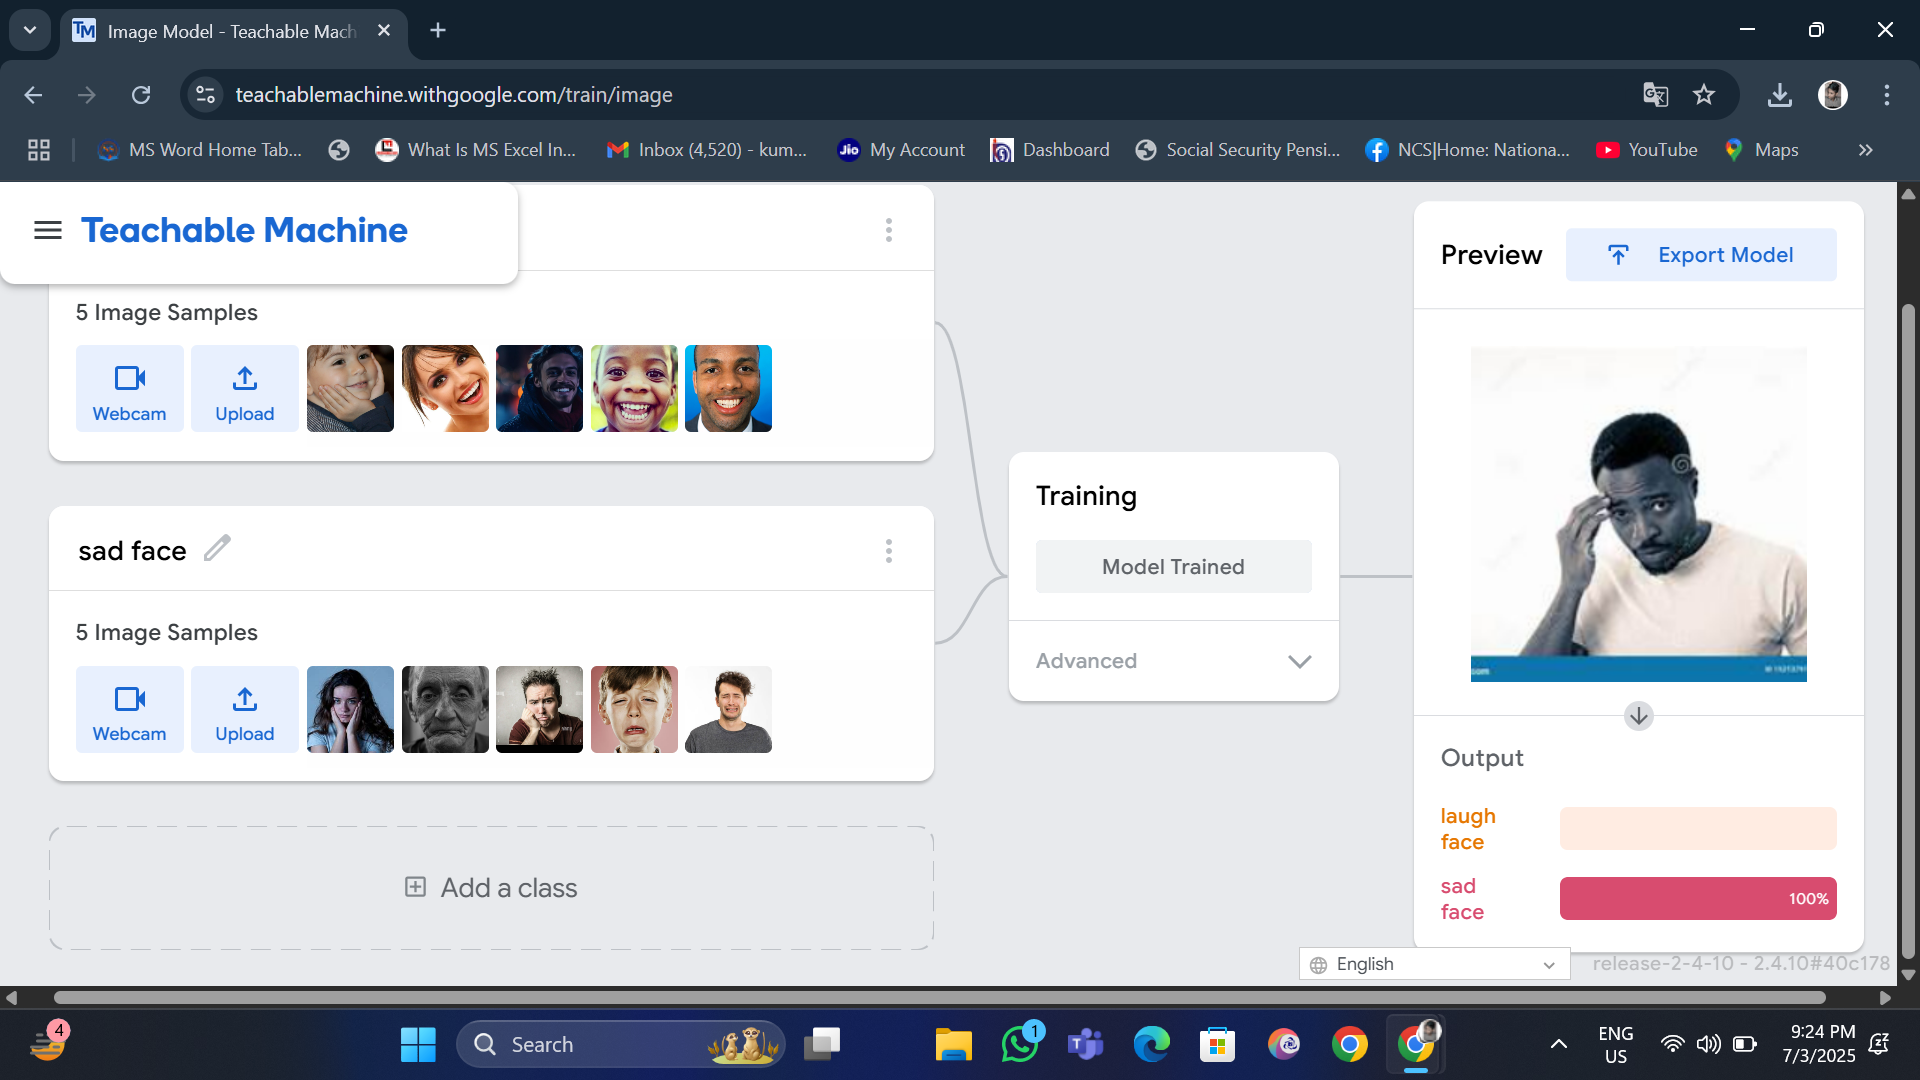 Image Model - Teachable Mach
teachablemachine.withgoogle.com/train/image
MS Word Home Tab...
What Is MS Excel In...
Inbox (4,520) - kum...
Jio
My Account
Dashboard
Social Security Pensi...
NCS|Home: Nationa...
YouTube
Maps
Teachable Machine
5 Image Samples
Webcam
Upload
sad face
5 Image Samples
Webcam
Upload
Add a class
Training
Model Trained
Advanced
Preview
Export Model
Output
laugh
face
sad
face
100%
English
release-2-4-10 - 2.4.10#40c178
4
Search
1
ENG
US
9:24 PM
7/3/2025